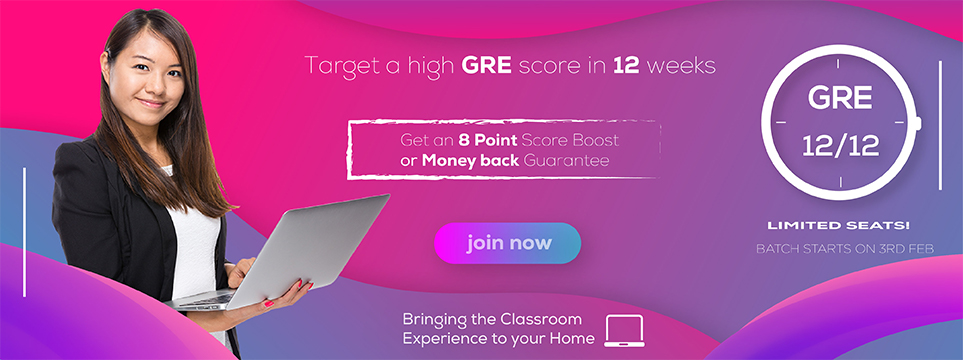 Target a high GRE score in 12 weeks
Get an 8 Point Score Boost
or Money back Guarantee
join now
Bringing the Classroom
Experience to your Home
GRE
12/12
LIMITED SEATS!
BATCH STARTS ON 3RD FEB